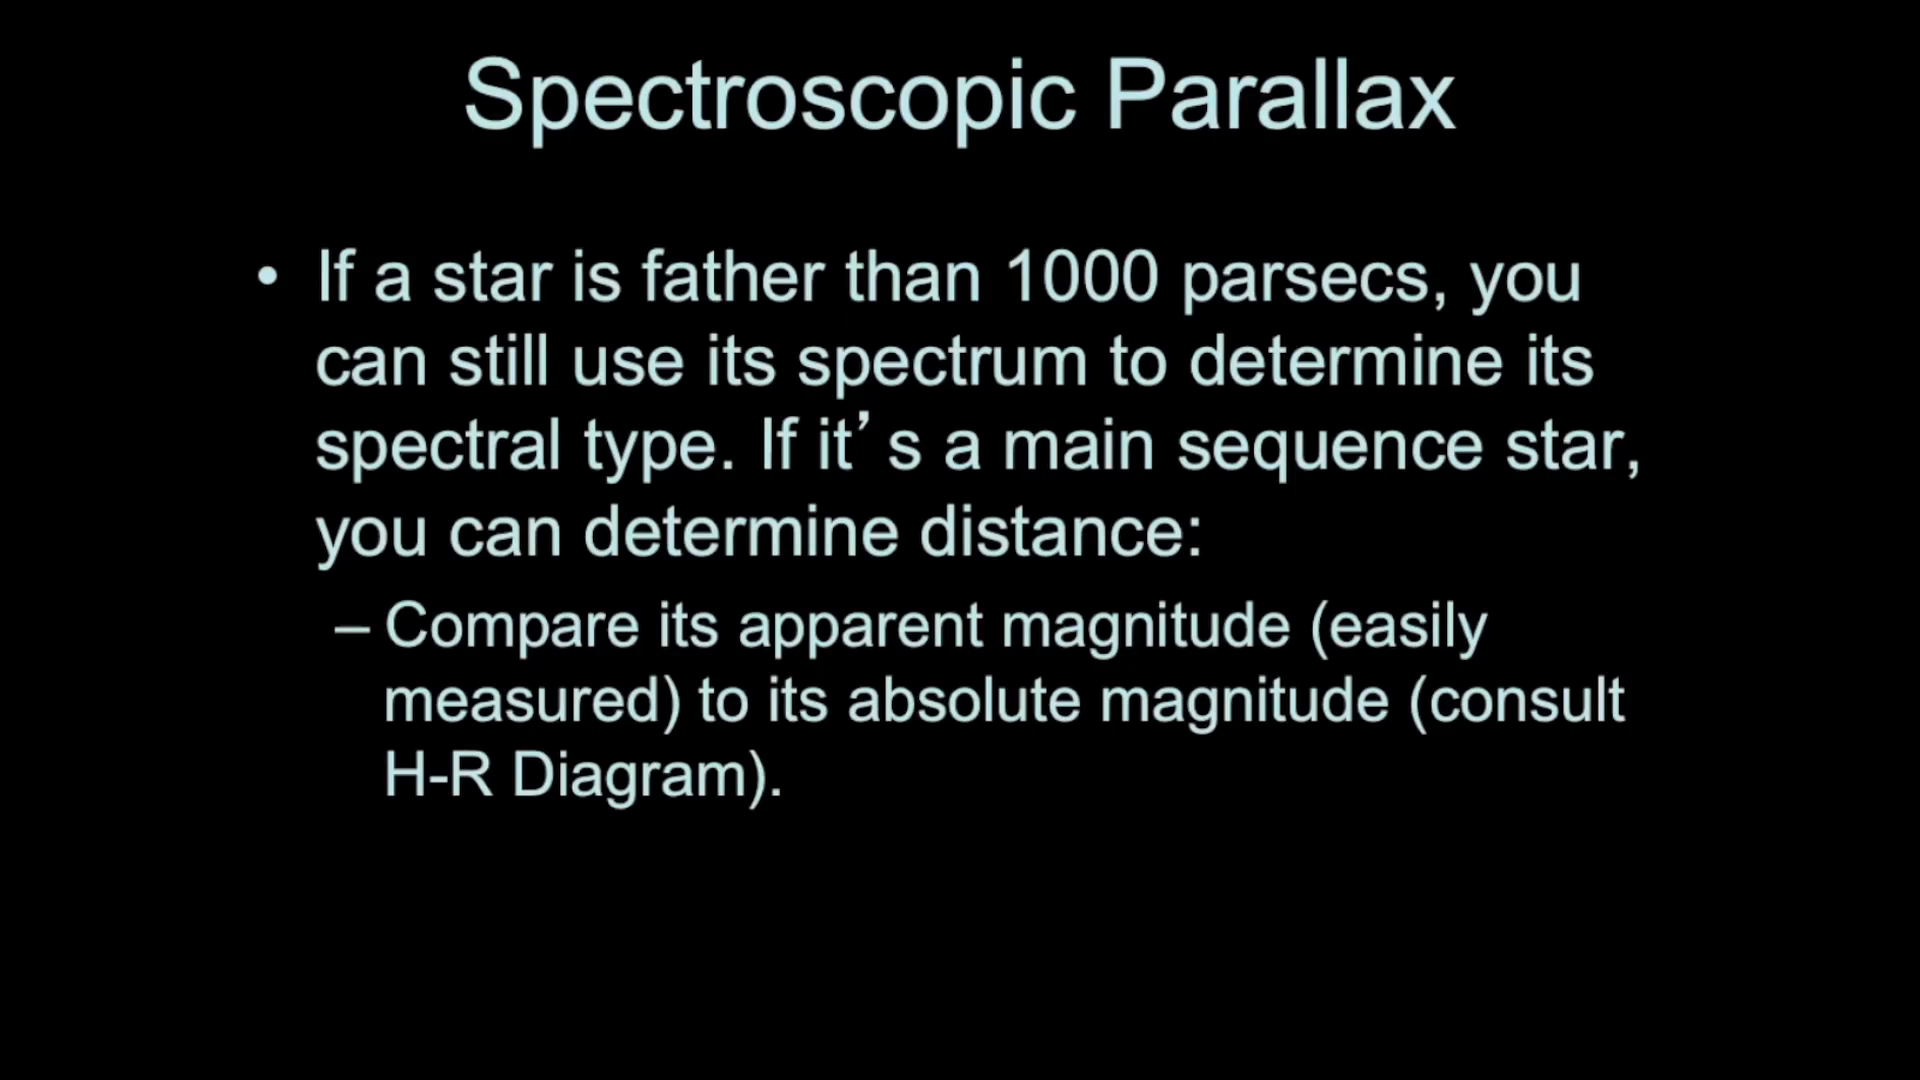 Spectroscopic Parallax
• If a star is father than 1000 parsecs, you
can still use its spectrum to determine its
spectral type. If it’s a main sequence star,
you can determine distance:
– Compare its apparent magnitude (easily
measured) to its absolute magnitude (consult
H-R Diagram).